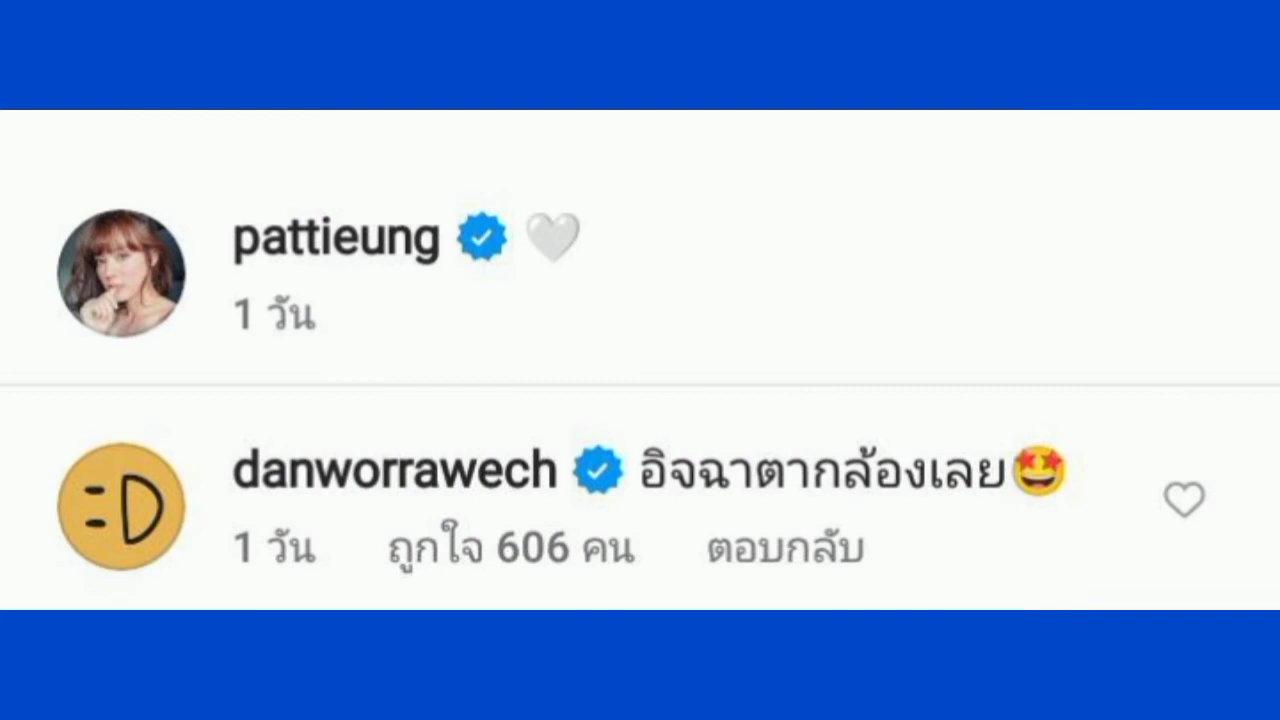 pattieung 🤍
1 วัน
danworrawech อิจฉาตากล้องเลย🤩
1 วัน ถูกใจ 606 คน ตอบกลับ